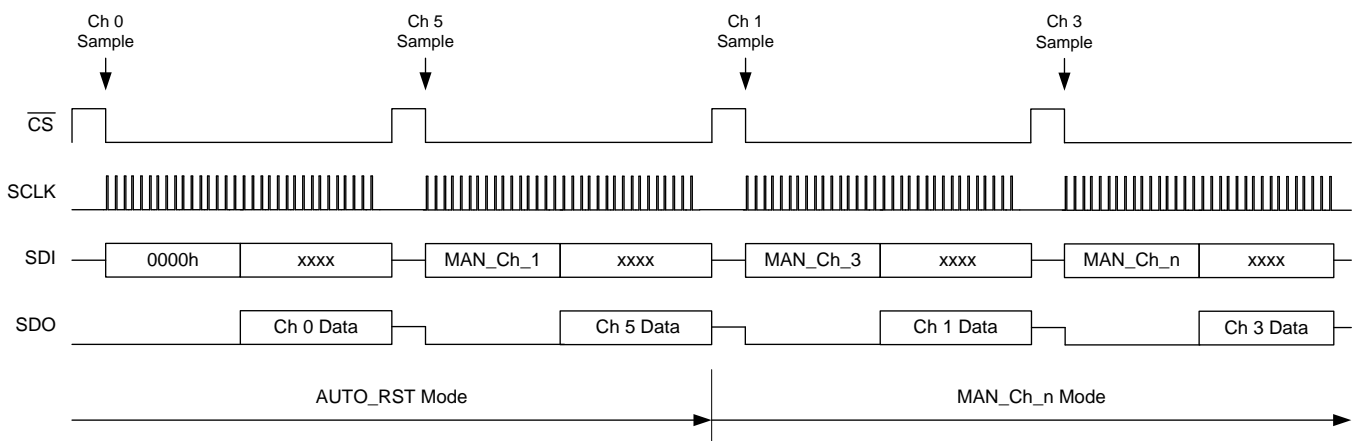 Ch 0
Sample
Ch 5
Sample
Ch 1
Sample
Ch 3
Sample
CS
SCLK
SDI
0000h
xxxx
MAN_Ch_1
xxxx
MAN_Ch_3
xxxx
MAN_Ch_n
xxxx
SDO
Ch 0 Data
Ch 5 Data
Ch 1 Data
Ch 3 Data
AUTO_RST Mode
MAN_Ch_n Mode